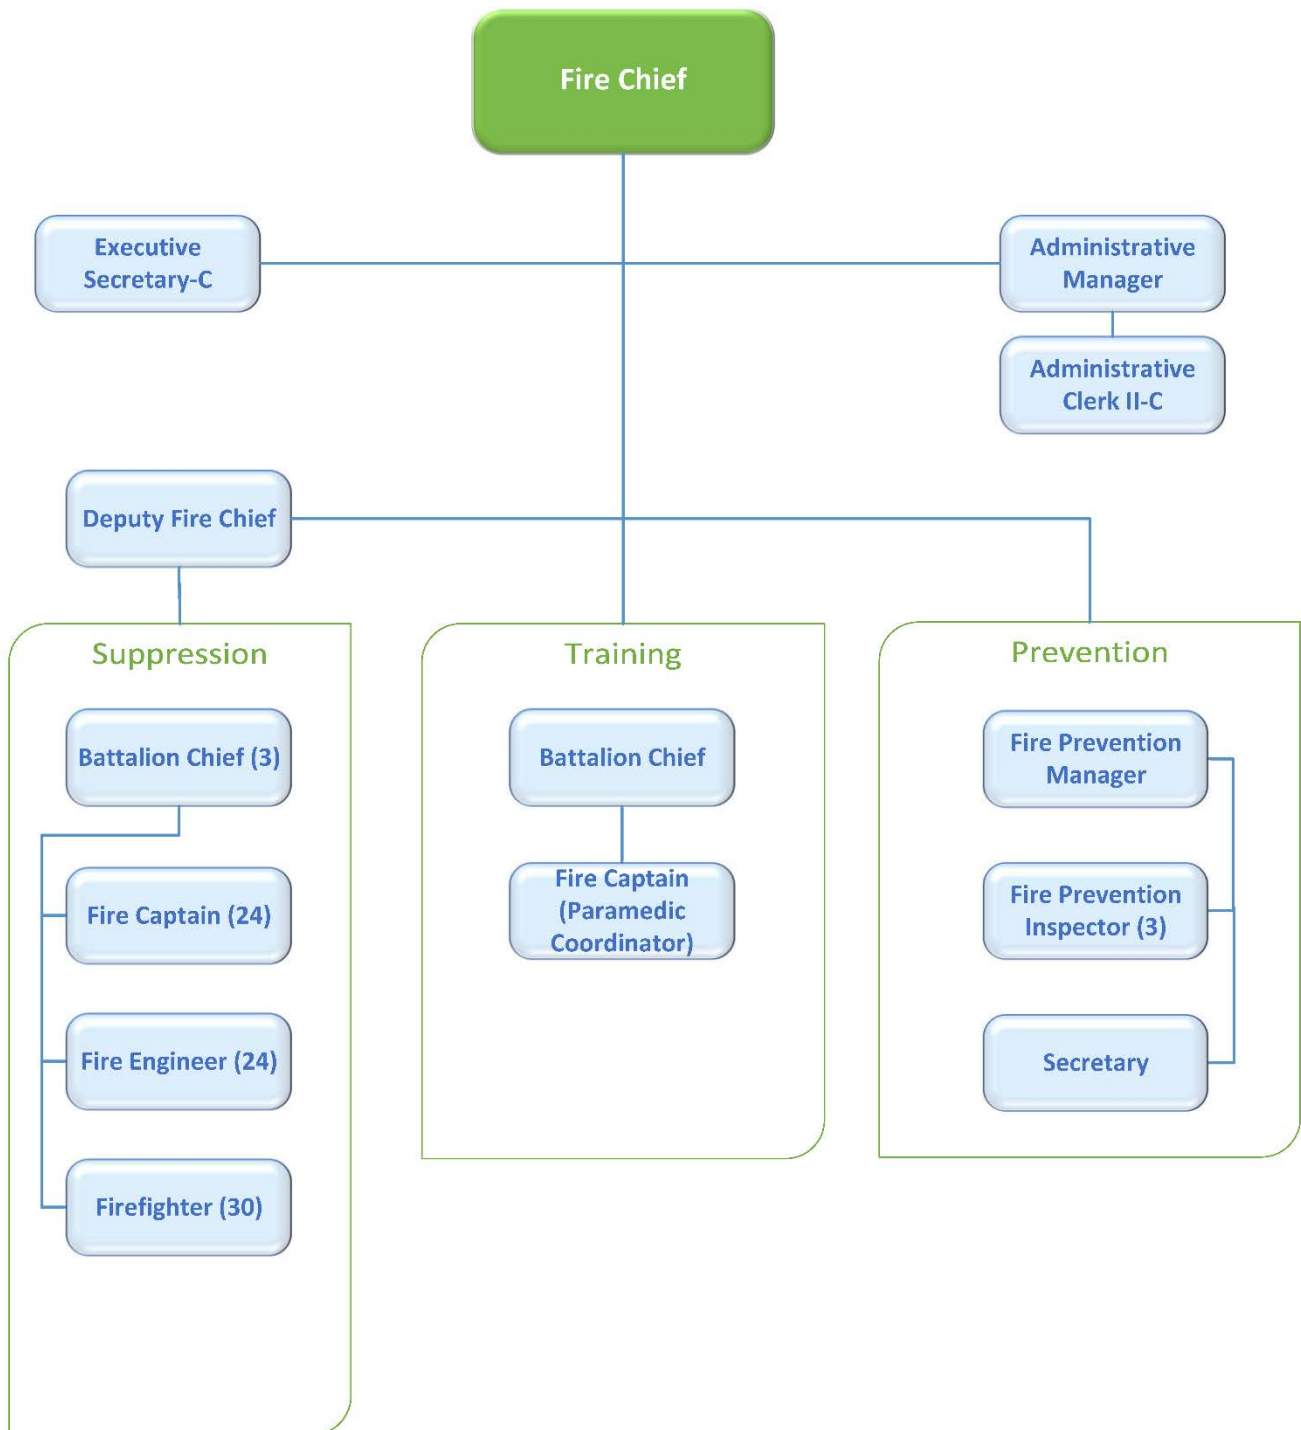 Fire Chief
Executive
Secretary-C
Administrative
Manager
Administrative
Clerk II-C
Deputy Fire Chief
Suppression
Battalion Chief (3)
Fire Captain (24)
Fire Engineer (24)
Firefighter (30)
Training
Battalion Chief
Fire Captain
(Paramedic
Coordinator)
Prevention
Fire Prevention
Manager
Fire Prevention
Inspector (3)
Secretary